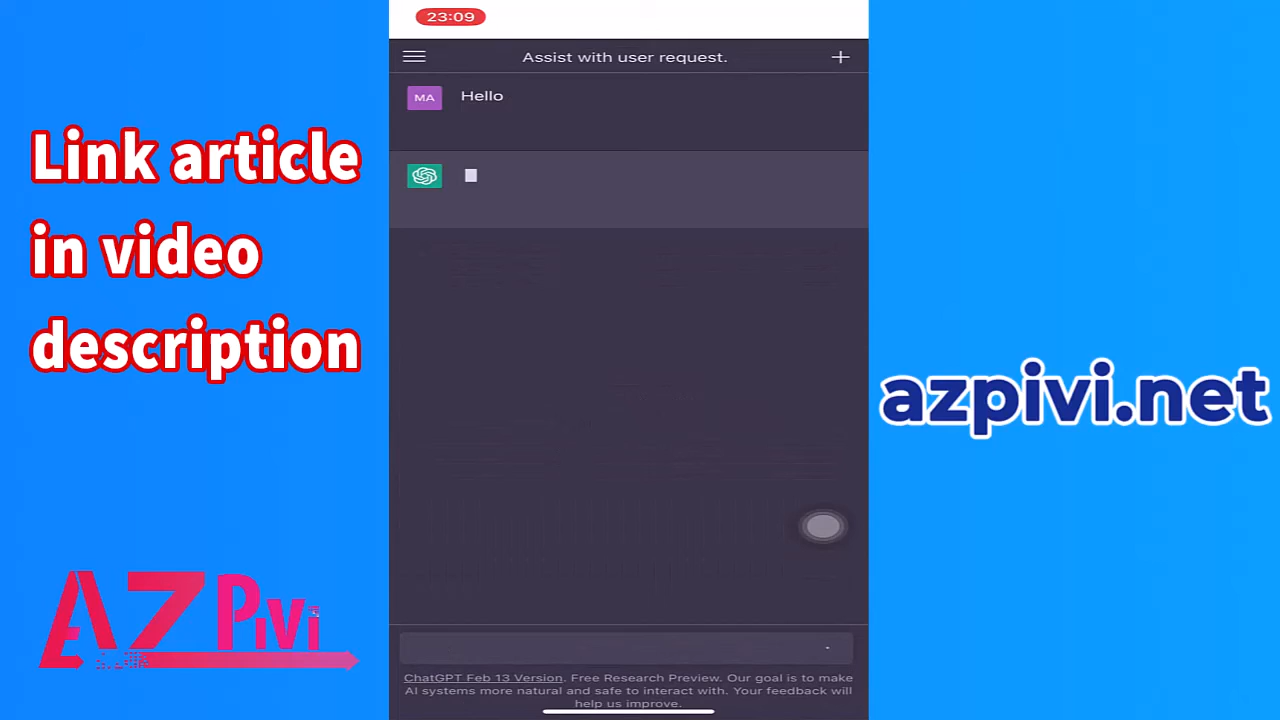 Link article
in video
description
23:09
Assist with user request.
MA
Hello
ChatGPT Feb 13 Version. Free Research Preview. Our goal is to make
AI systems more natural and safe to interact with. Your feedback will
help us improve.
azpivi.net
AZPivi